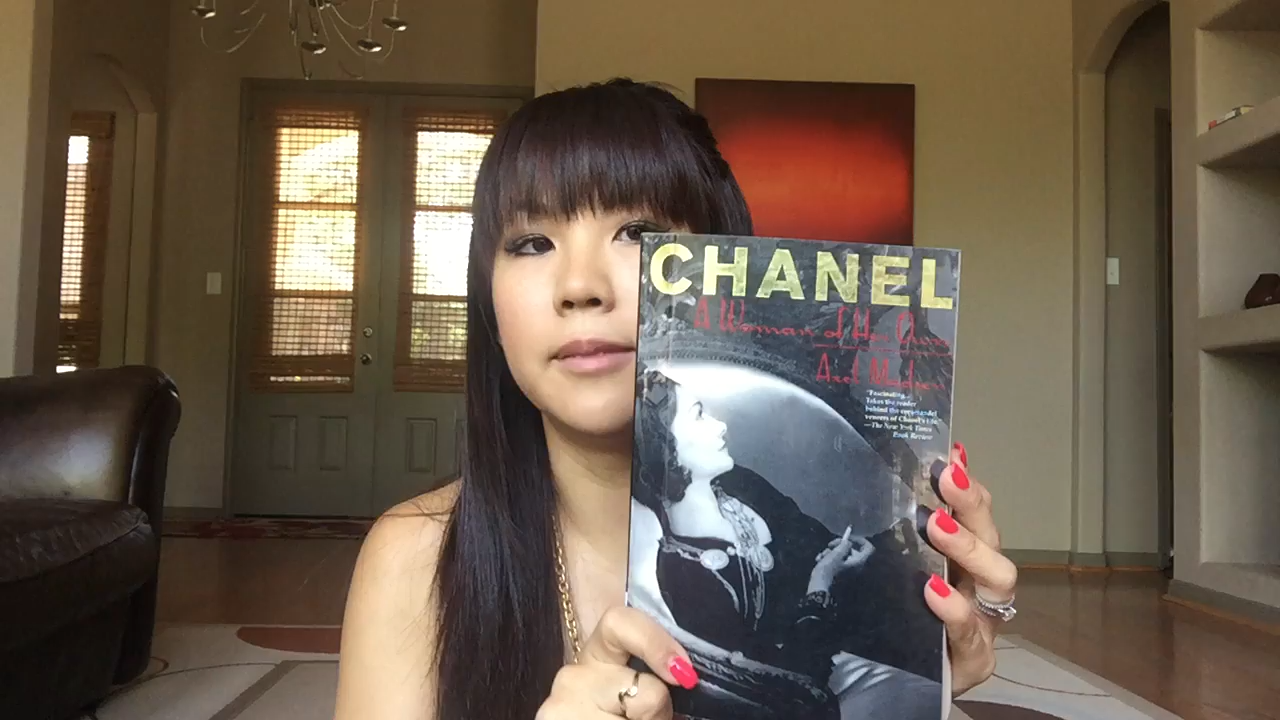 CHANEL
A Woman of Her Own
Axel Madsen
"Fascinating...
Takes the reader
behind the coromandel
veneers of Chanel's life."
—The New York Times
Book Review